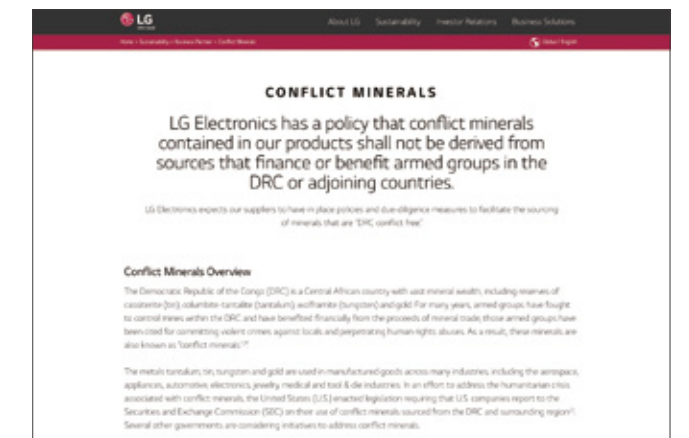 LG
About LG Sustainability Investor Relations Business Solutions
Home > Sustainability > Business Partner > Conflict Minerals
CONFLICT MINERALS
LG Electronics has a policy that conflict minerals
contained in our products shall not be derived from
sources that finance or benefit armed groups in the
DRC or adjoining countries.
LG Electronics expects our suppliers to have in place policies and due diligence measures to facilitate the sourcing
of minerals that are "DRC conflict free."
Conflict Minerals Overview
The Democratic Republic of the Congo (DRC) is a Central African country with vast mineral wealth, including reserves of
cassiterite (tin), columbite-tantalite (tantalum), wolframite (tungsten) and gold. For many years, armed groups have fought
to control mines within the DRC and have benefited financially from the proceeds of mineral trade; those armed groups have
been cited for committing violent crimes against locals and perpetrating human rights abuses. As a result, these minerals are
also known as "conflict minerals".
The metals tantalum, tin, tungsten and gold are used in manufactured goods across many industries, including the aerospace,
appliances, automotive, electronics, jewelry, medical and tool & die industries. In an effort to address the humanitarian crisis
associated with conflict minerals, the United States (U.S.) enacted legislation requiring that U.S. companies report to the
Securities and Exchange Commission (SEC) on their use of conflict minerals sourced from the DRC and surrounding region
Several other governments are considering initiatives to address conflict minerals.